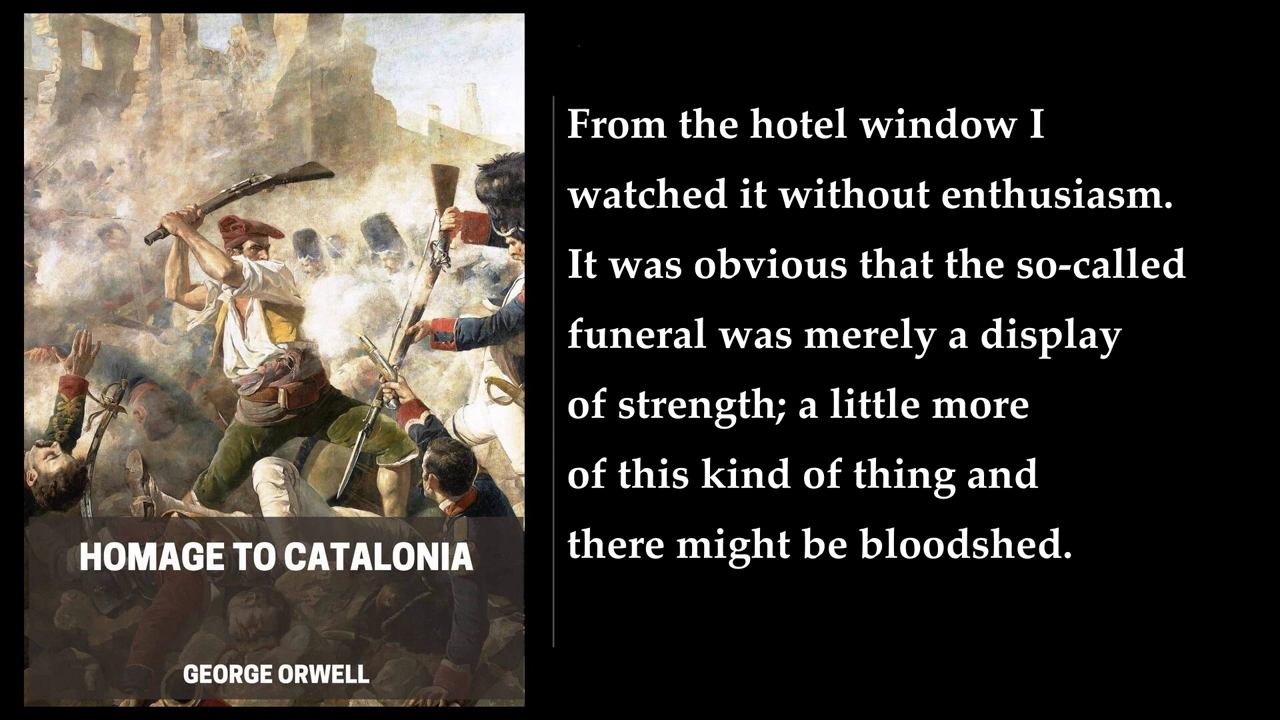 HOMAGE TO CATALONIA
GEORGE ORWELL
From the hotel window I
watched it without enthusiasm.
It was obvious that the so-called
funeral was merely a display
of strength; a little more
of this kind of thing and
there might be bloodshed.